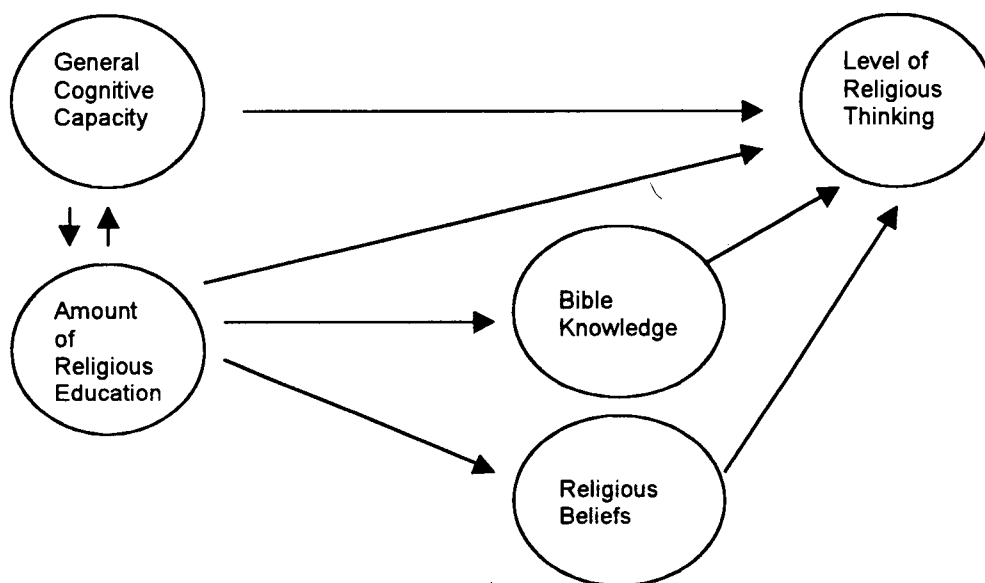 General
Cognitive
Capacity
Level of
Religious
Thinking
Amount
of
Religious
Education
Bible
Knowledge
Religious
Beliefs